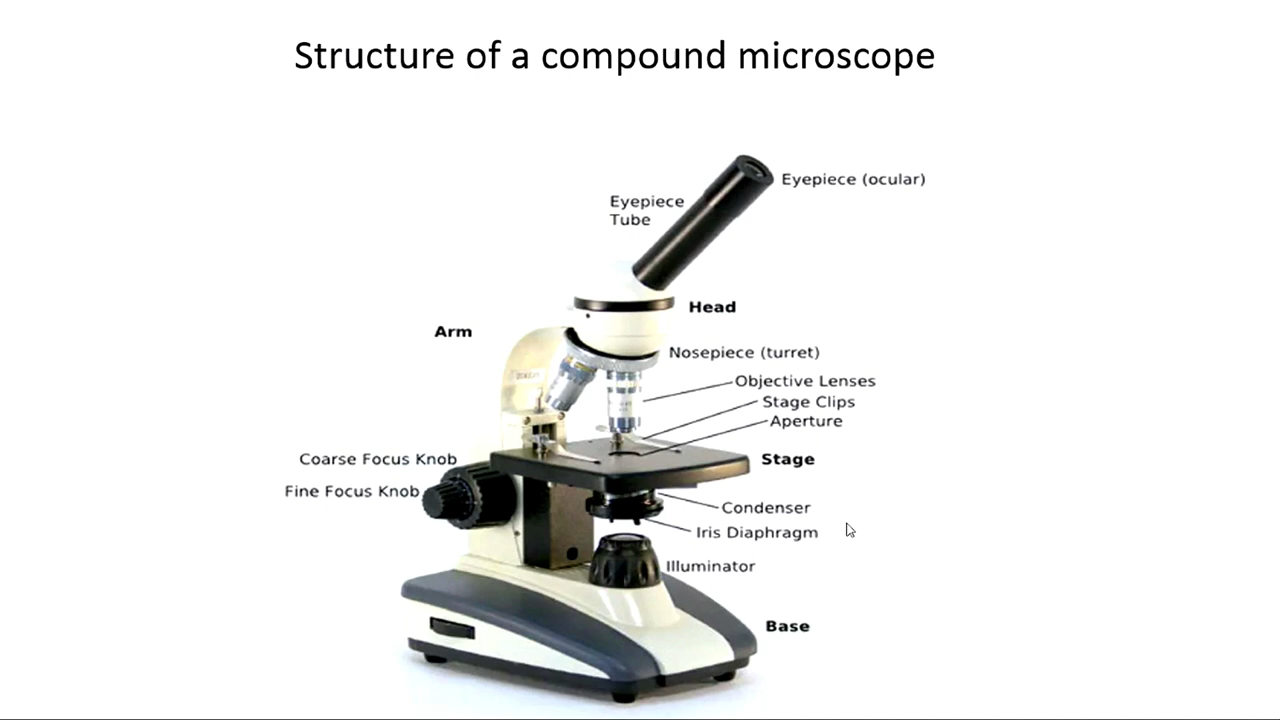 Structure of a compound microscope
Eyepiece (ocular)
Eyepiece
Tube
Head
Arm
Nosepiece (turret)
Objective Lenses
Stage Clips
Aperture
Coarse Focus Knob
Stage
Fine Focus Knob
Condenser
Iris Diaphragm
Illuminator
Base